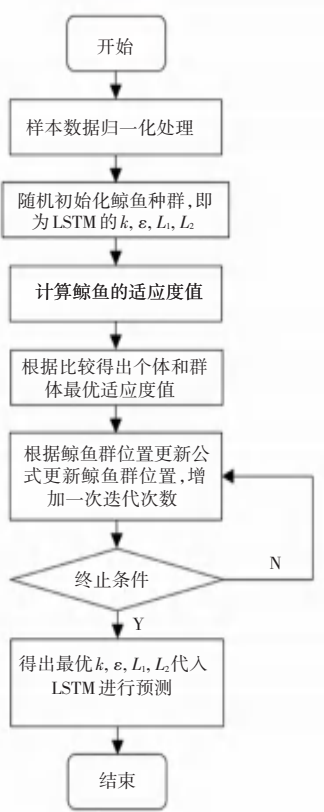 开始
样本数据归一化处理
随机初始化鲸鱼种群,即
为LSTM的k, ε, L₁, L₂
计算鲸鱼的适应度值
根据比较得出个体和群
体最优适应度值
根据鲸鱼群位置更新公
式更新鲸鱼群位置,增
加一次迭代次数
终止条件
N
Y
得出最优k, ε, L₁, L₂代入
LSTM进行预测
结束